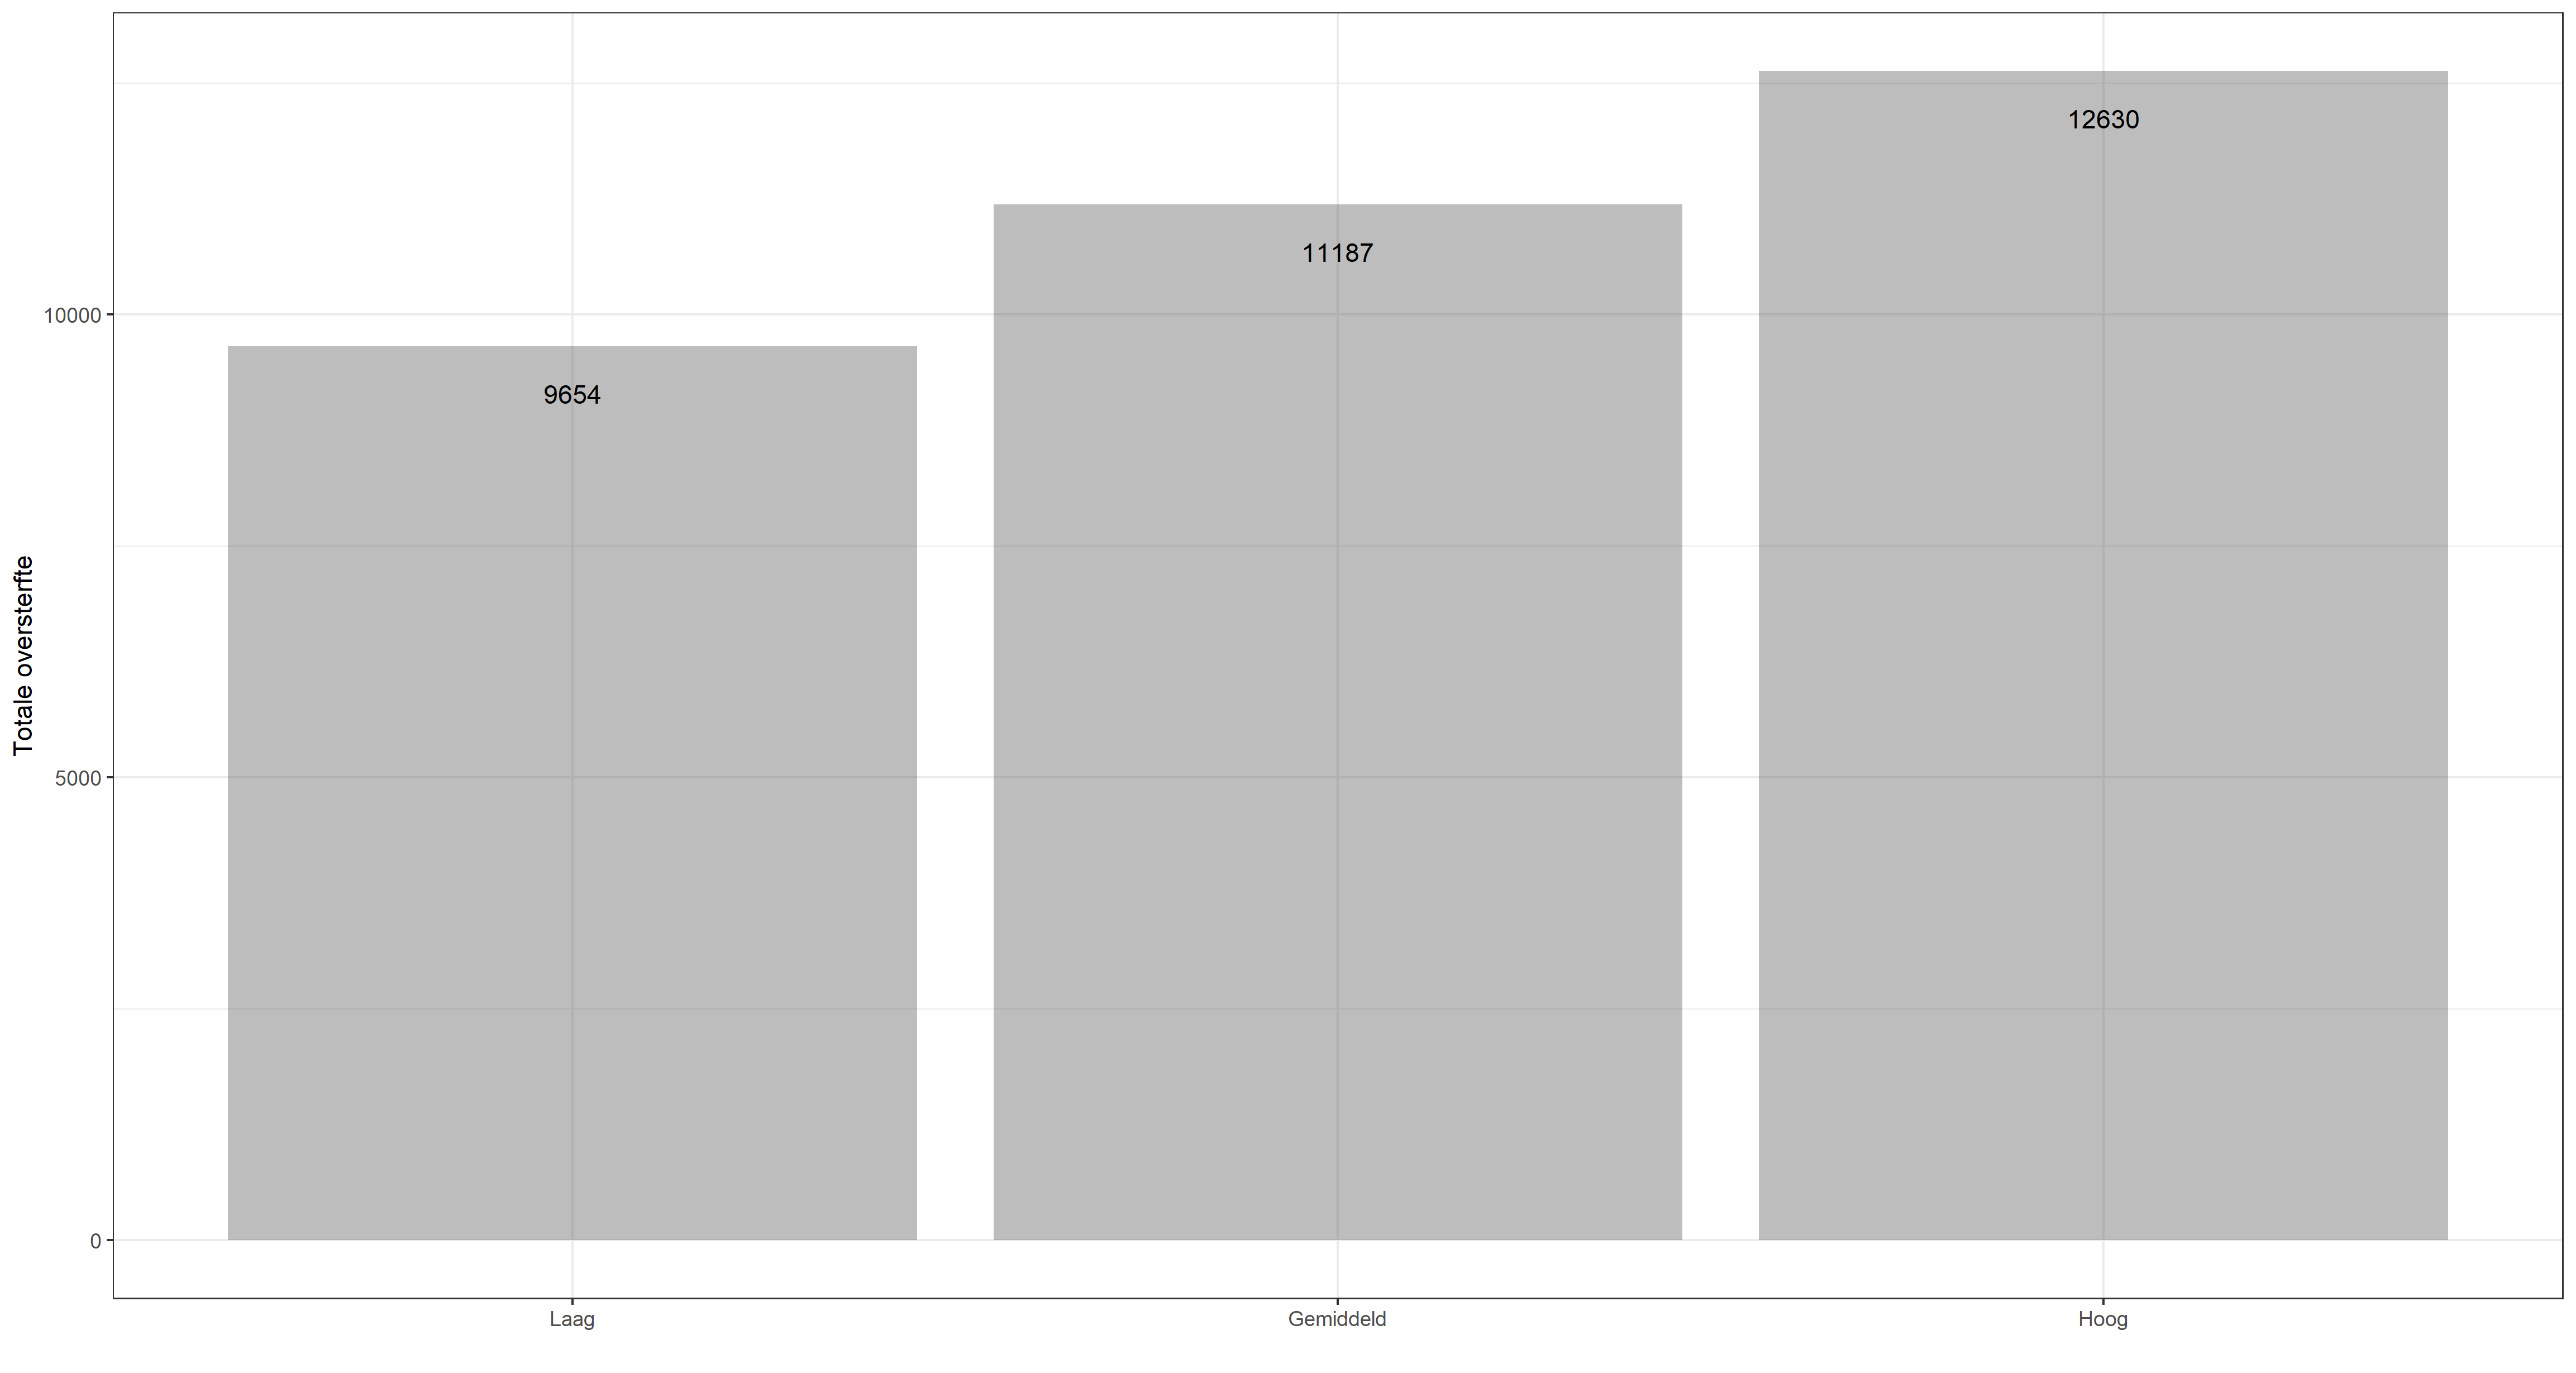 Totale oversterfte
12630
11187
10000
9654
5000
0
Laag
Gemiddeld
Hoog